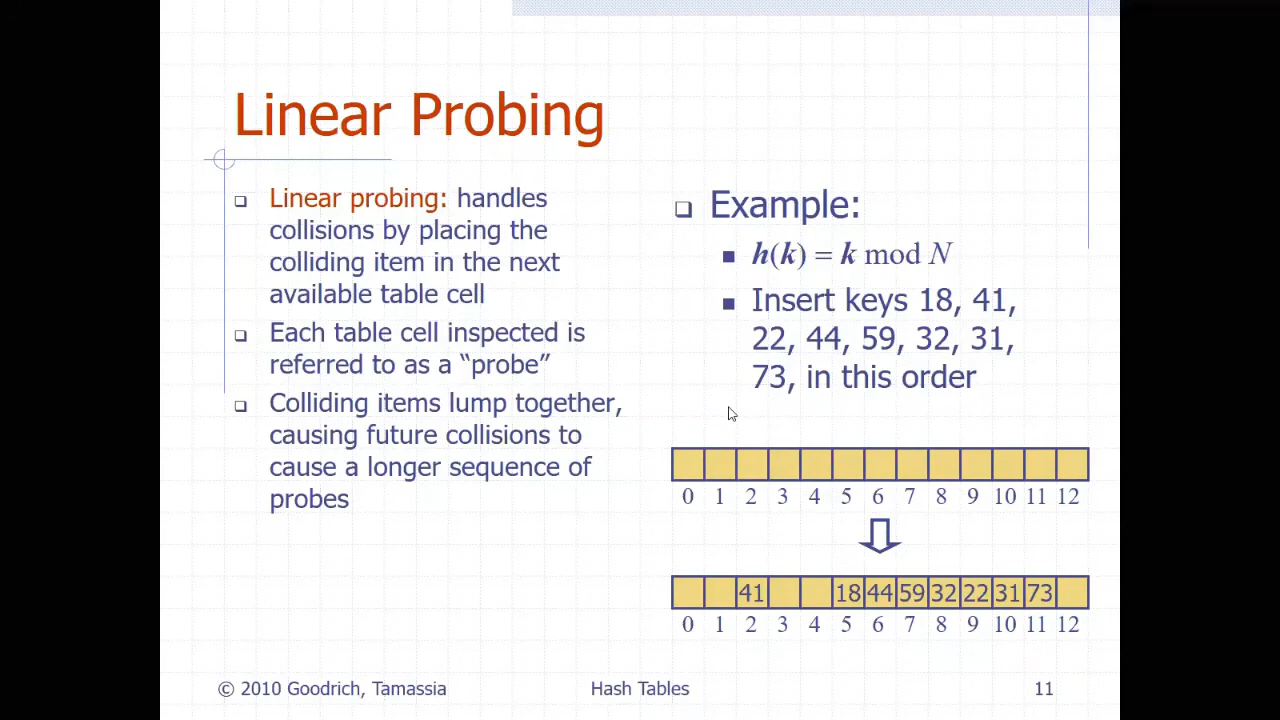 Linear Probing
Linear probing: handles
collisions by placing the
colliding item in the next
available table cell
Each table cell inspected is
referred to as a “probe”
Colliding items lump together,
causing future collisions to
cause a longer sequence of
probes
Example:
h(k) = k mod N
Insert keys 18, 41,
22, 44, 59, 32, 31,
73, in this order
0 1 2 3 4 5 6 7 8 9 10 11 12
41 18 44 59 32 22 31 73
0 1 2 3 4 5 6 7 8 9 10 11 12
© 2010 Goodrich, Tamassia
Hash Tables
11